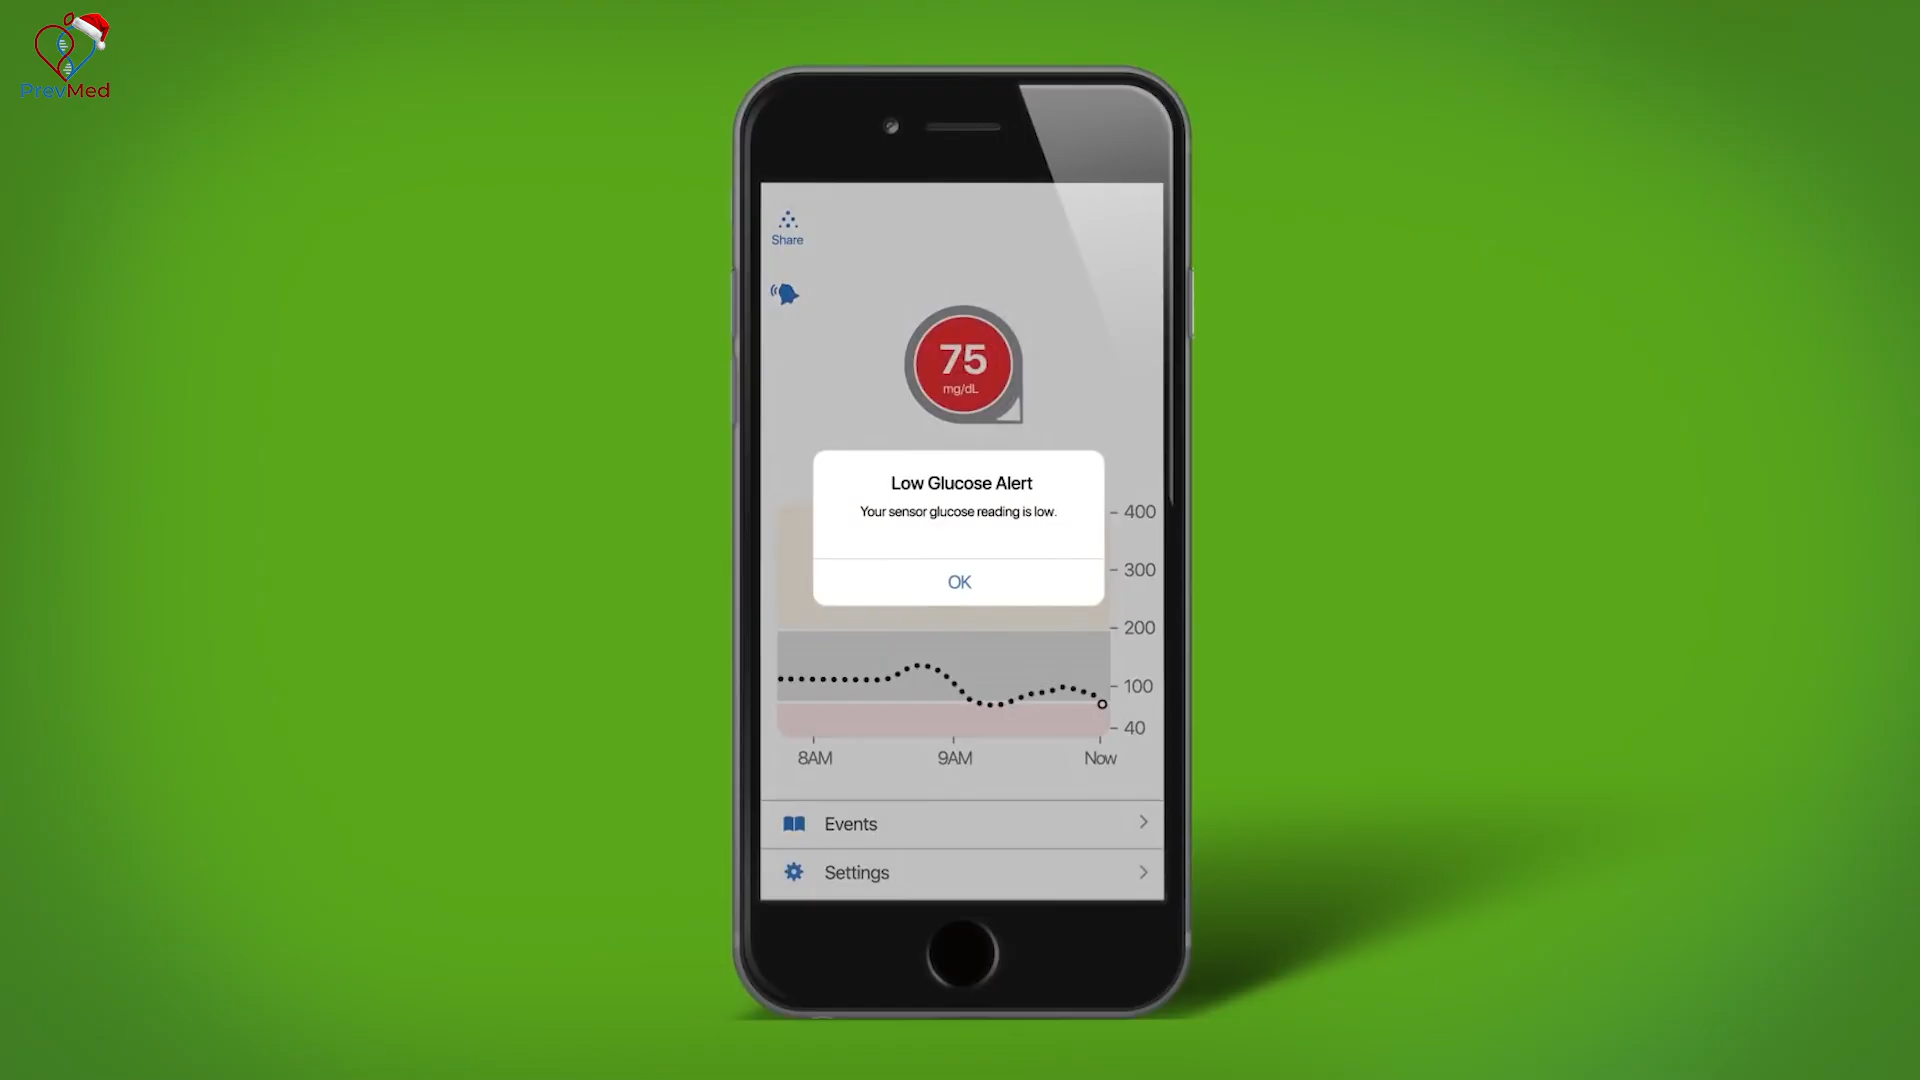 PrevMed
Share
75
mg/dL
Low Glucose Alert
Your sensor glucose reading is low.
OK
400
300
200
100
40
8AM 9AM Now
Events
Settings